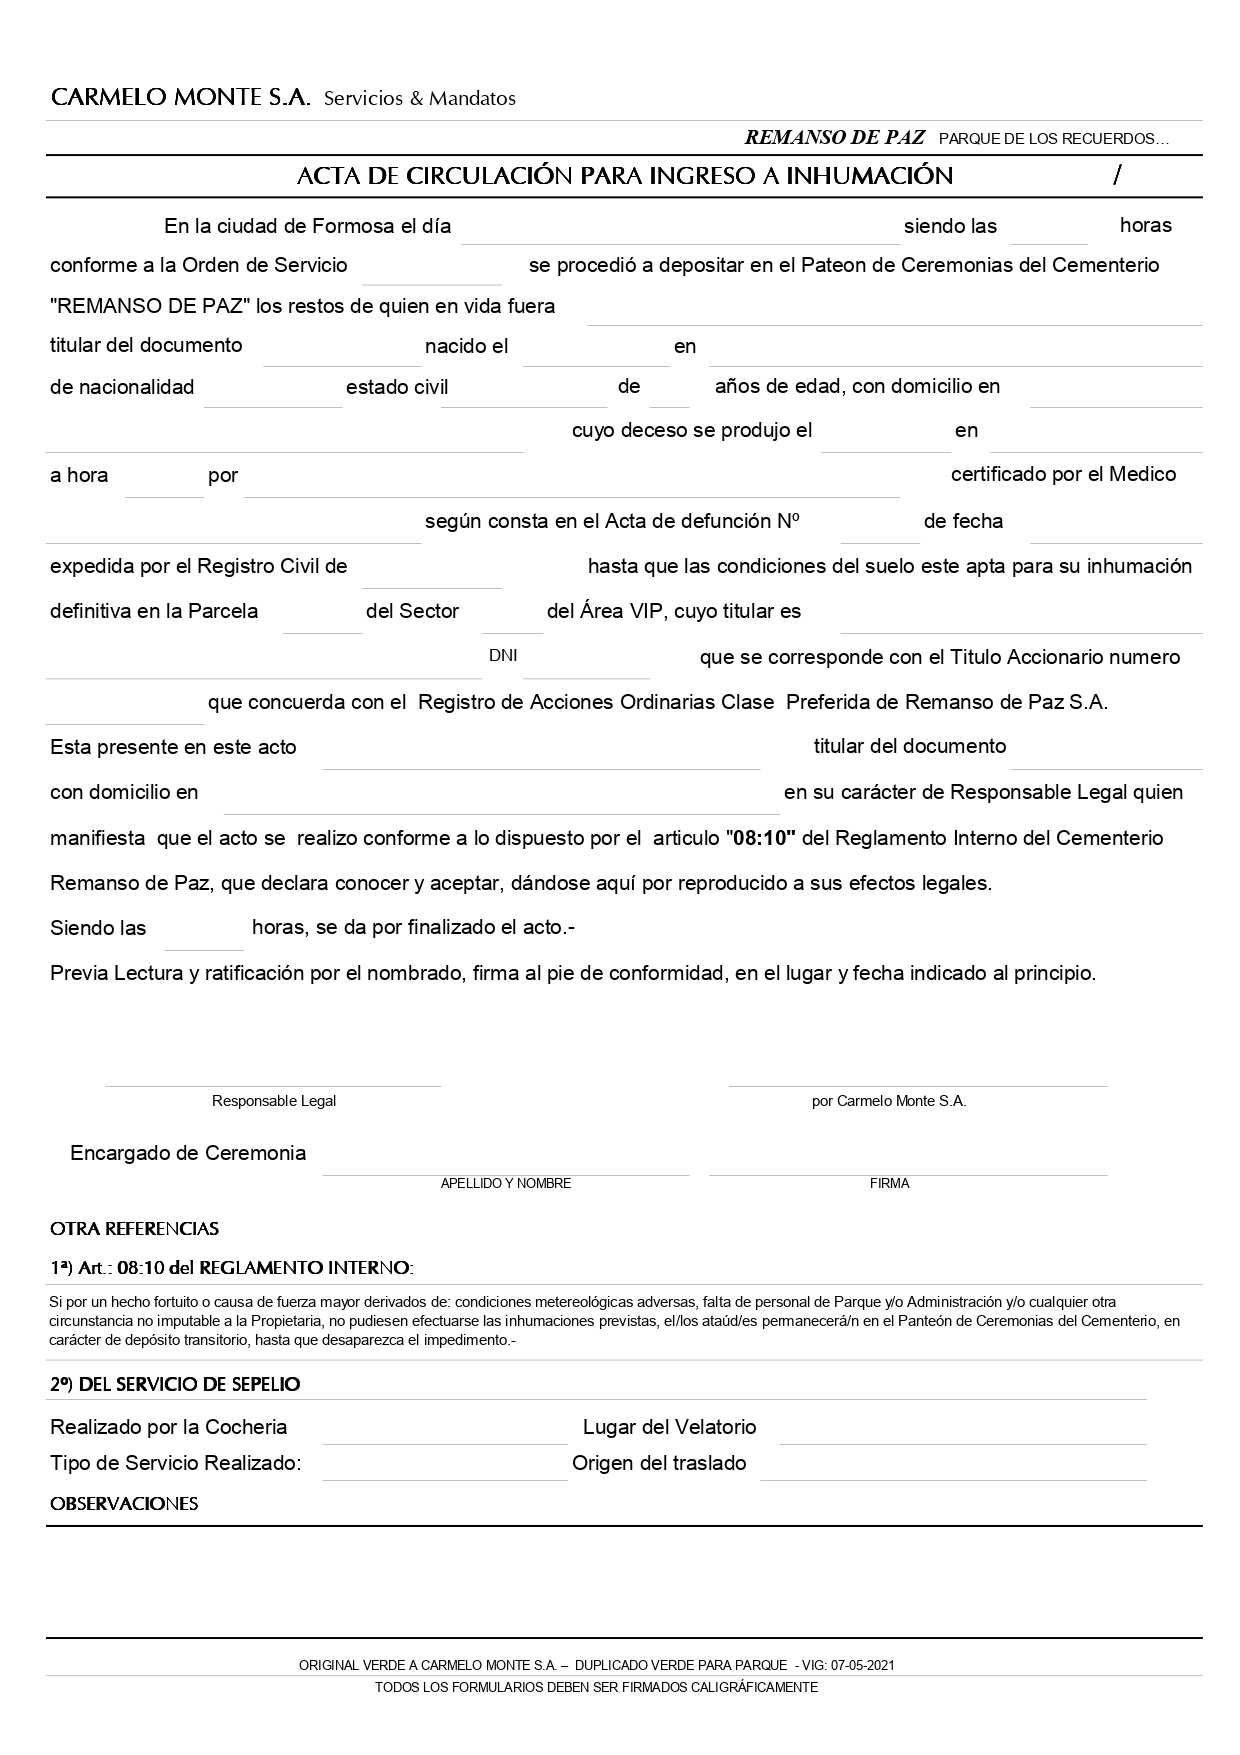 CARMELO MONTE S.A. Servicios & Mandatos
REMANSO DE PAZ PARQUE DE LOS RECUERDOS…
ACTA DE CIRCULACIÓN PARA INGRESO A INHUMACIÓN /
En la ciudad de Formosa el día siendo las horas
conforme a la Orden de Servicio se procedió a depositar en el Pateon de Ceremonias del Cementerio
"REMANSO DE PAZ" los restos de quien en vida fuera
titular del documento nacido el en
de nacionalidad estado civil de años de edad, con domicilio en
cuyo deceso se produjo el en
a hora por certificado por el Medico
según consta en el Acta de defunción Nº de fecha
expedida por el Registro Civil de hasta que las condiciones del suelo este apta para su inhumación
definitiva en la Parcela del Sector del Área VIP, cuyo titular es
DNI que se corresponde con el Titulo Accionario numero
que concuerda con el Registro de Acciones Ordinarias Clase Preferida de Remanso de Paz S.A.
Esta presente en este acto titular del documento
con domicilio en en su carácter de Responsable Legal quien
manifiesta que el acto se realizo conforme a lo dispuesto por el articulo "08:10" del Reglamento Interno del Cementerio
Remanso de Paz, que declara conocer y aceptar, dándose aquí por reproducido a sus efectos legales.
Siendo las horas, se da por finalizado el acto.-
Previa Lectura y ratificación por el nombrado, firma al pie de conformidad, en el lugar y fecha indicado al principio.
Responsable Legal por Carmelo Monte S.A.
Encargado de Ceremonia
APELLIDO Y NOMBRE FIRMA
OTRA REFERENCIAS
1ª) Art.: 08:10 del REGLAMENTO INTERNO:
Si por un hecho fortuito o causa de fuerza mayor derivados de: condiciones metereológicas adversas, falta de personal de Parque y/o Administración y/o cualquier otra
circunstancia no imputable a la Propietaria, no pudiesen efectuarse las inhumaciones previstas, el/los ataúd/es permanecerá/n en el Panteón de Ceremonias del Cementerio, en
carácter de depósito transitorio, hasta que desaparezca el impedimento.-
2º) DEL SERVICIO DE SEPELIO
Realizado por la Cocheria Lugar del Velatorio
Tipo de Servicio Realizado: Origen del traslado
OBSERVACIONES
ORIGINAL VERDE A CARMELO MONTE S.A. – DUPLICADO VERDE PARA PARQUE - VIG: 07-05-2021
TODOS LOS FORMULARIOS DEBEN SER FIRMADOS CALIGRÁFICAMENTE